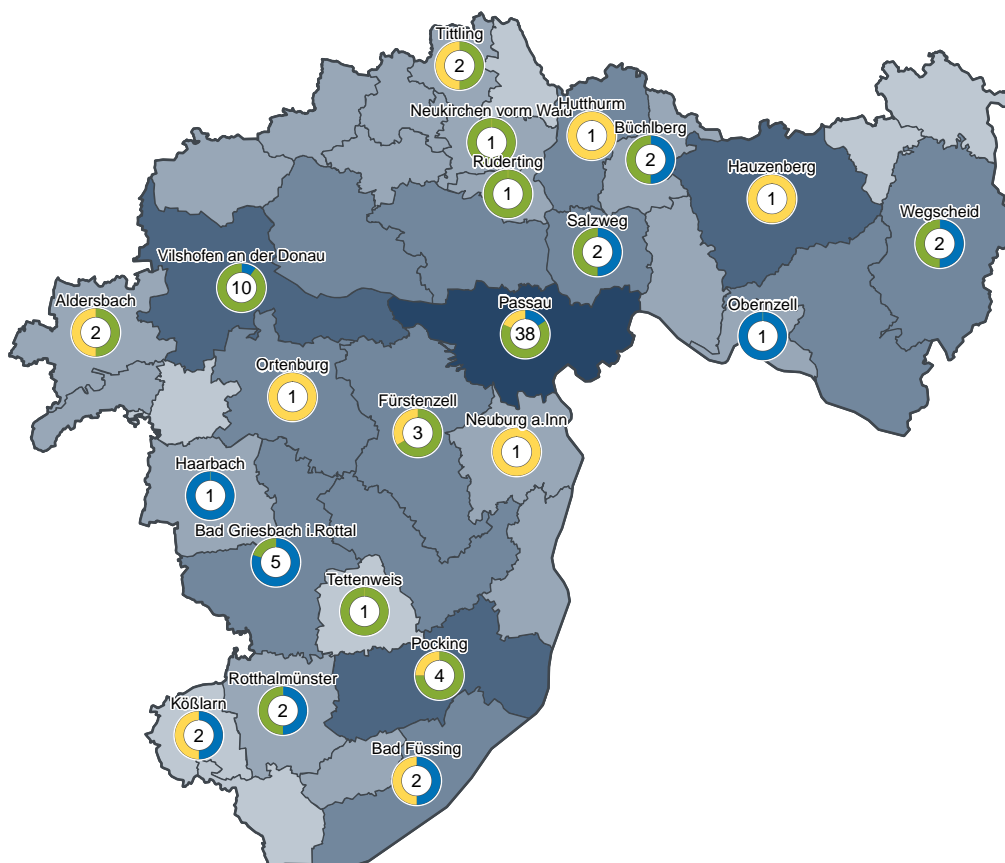 Tittling
2
Neukirchen vorm Wald
1
Hutthurm
1
Büchlberg
2
Ruderting
1
Hauzenberg
1
Salzweg
2
Wegscheid
2
Vilshofen an der Donau
10
Aldersbach
2
Passau
38
Obernzell
1
Ortenburg
1
Fürstenzell
3
Neuburg a.Inn
1
Haarbach
1
Bad Griesbach i.Rottal
5
Tettenweis
1
Pocking
4
Rotthalmünster
2
Kößlarn
2
Bad Füssing
2